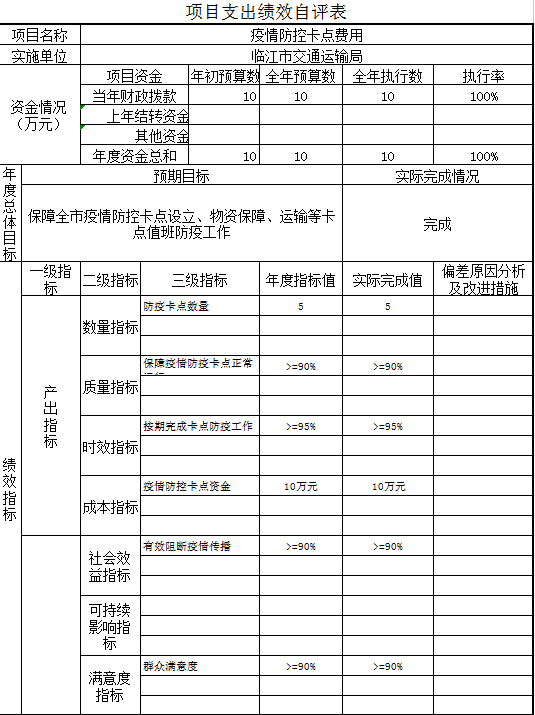 项目支出绩效自评表
项目名称 疫情防控卡点费用
实施单位 临江市交通运输局
资金情况
（万元）
项目资金 年初预算数 全年预算数 全年执行数 执行率
当年财政拨款 10 10 10 100%
上年结转资金
其他资金
年度资金总和 10 10 10 100%
年度总体目标
预期目标 实际完成情况
保障全市疫情防控卡点设立、物资保障、运输等卡
点值班防疫工作
完成
绩效指标
一级指
标
二级指标 三级指标 年度指标值 实际完成值
偏差原因分析
及改进措施
产出指标
数量指标
防疫卡点数量 5 5
质量指标
保障疫情防疫卡点正常
>=90% >=90%
时效指标
按期完成卡点防疫工作 >=95% >=95%
成本指标
疫情防控卡点资金 10万元 10万元
社会效
益指标
有效阻断疫情传播 >=90% >=90%
可持续
影响指
标
满意度
指标
群众满意度 >=90% >=90%